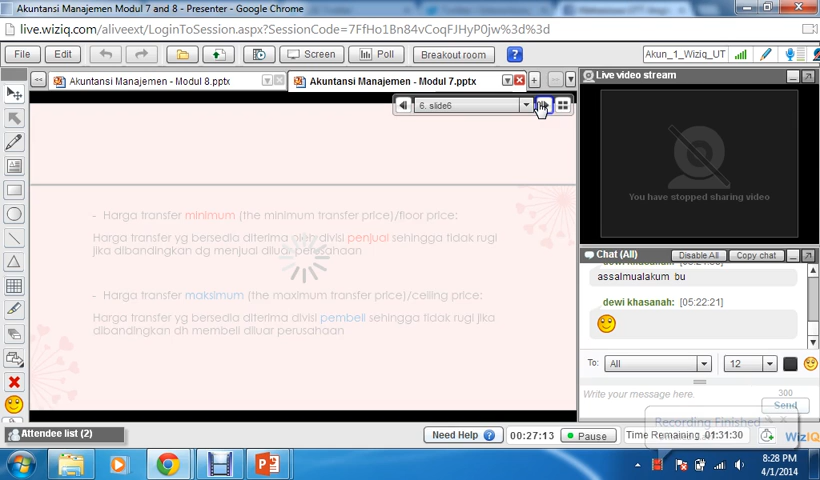 Akuntansi Manajemen Modul 7 and 8 - Presenter - Google Chrome
live.wiziq.com/aliveext/LoginToSession.aspx?SessionCode=7FfHo1Bn84vCoqFJHyP0jw%3d%3d
File Edit Screen Poll Breakout room ? Akun_1_Wiziq_UT
<< Akuntansi Manajemen - Modul 8.pptx Akuntansi Manajemen - Modul 7.pptx >>
Live video stream
6. slide6
You have stopped sharing video
- Harga transfer minimum (the minimum transfer price)/floor price:
Harga transfer yg bersedia diterima oleh divisi penjual sehingga tidak rugi
jika dibandingkan dg menjual diluar perusahaan
- Harga transfer maksimum (the maximum transfer price)/ceiling price:
Harga transfer yg bersedia diterima divisi pembeli sehingga tidak rugi jika
dibandingkan dh membeli diluar perusahaan
Chat (All) Disable All Copy chat
assalmualakum bu
dewi khasanah: [05:22:21]
To: All 12
Write your message here.
300
Send
Recording Finished
Attendee list (2)
Need Help ? 00:27:13 Pause Time Remaining 01:31:30 WizIQ
8:28 PM
4/1/2014